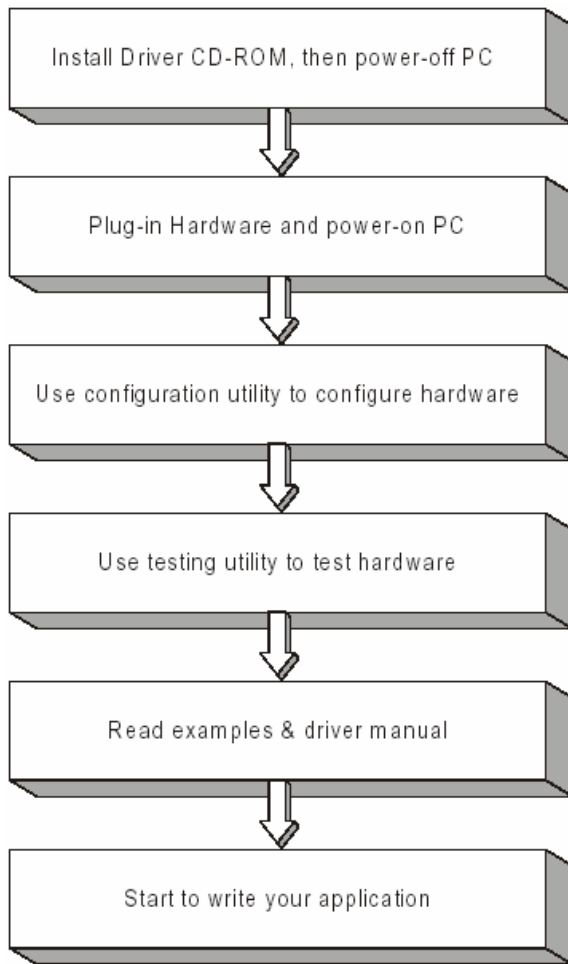 Install Driver CD-ROM, then power-off PC
Plug-in Hardware and power-on PC
Use configuration utility to configure hardware
Use testing utility to test hardware
Read examples & driver manual
Start to write your application